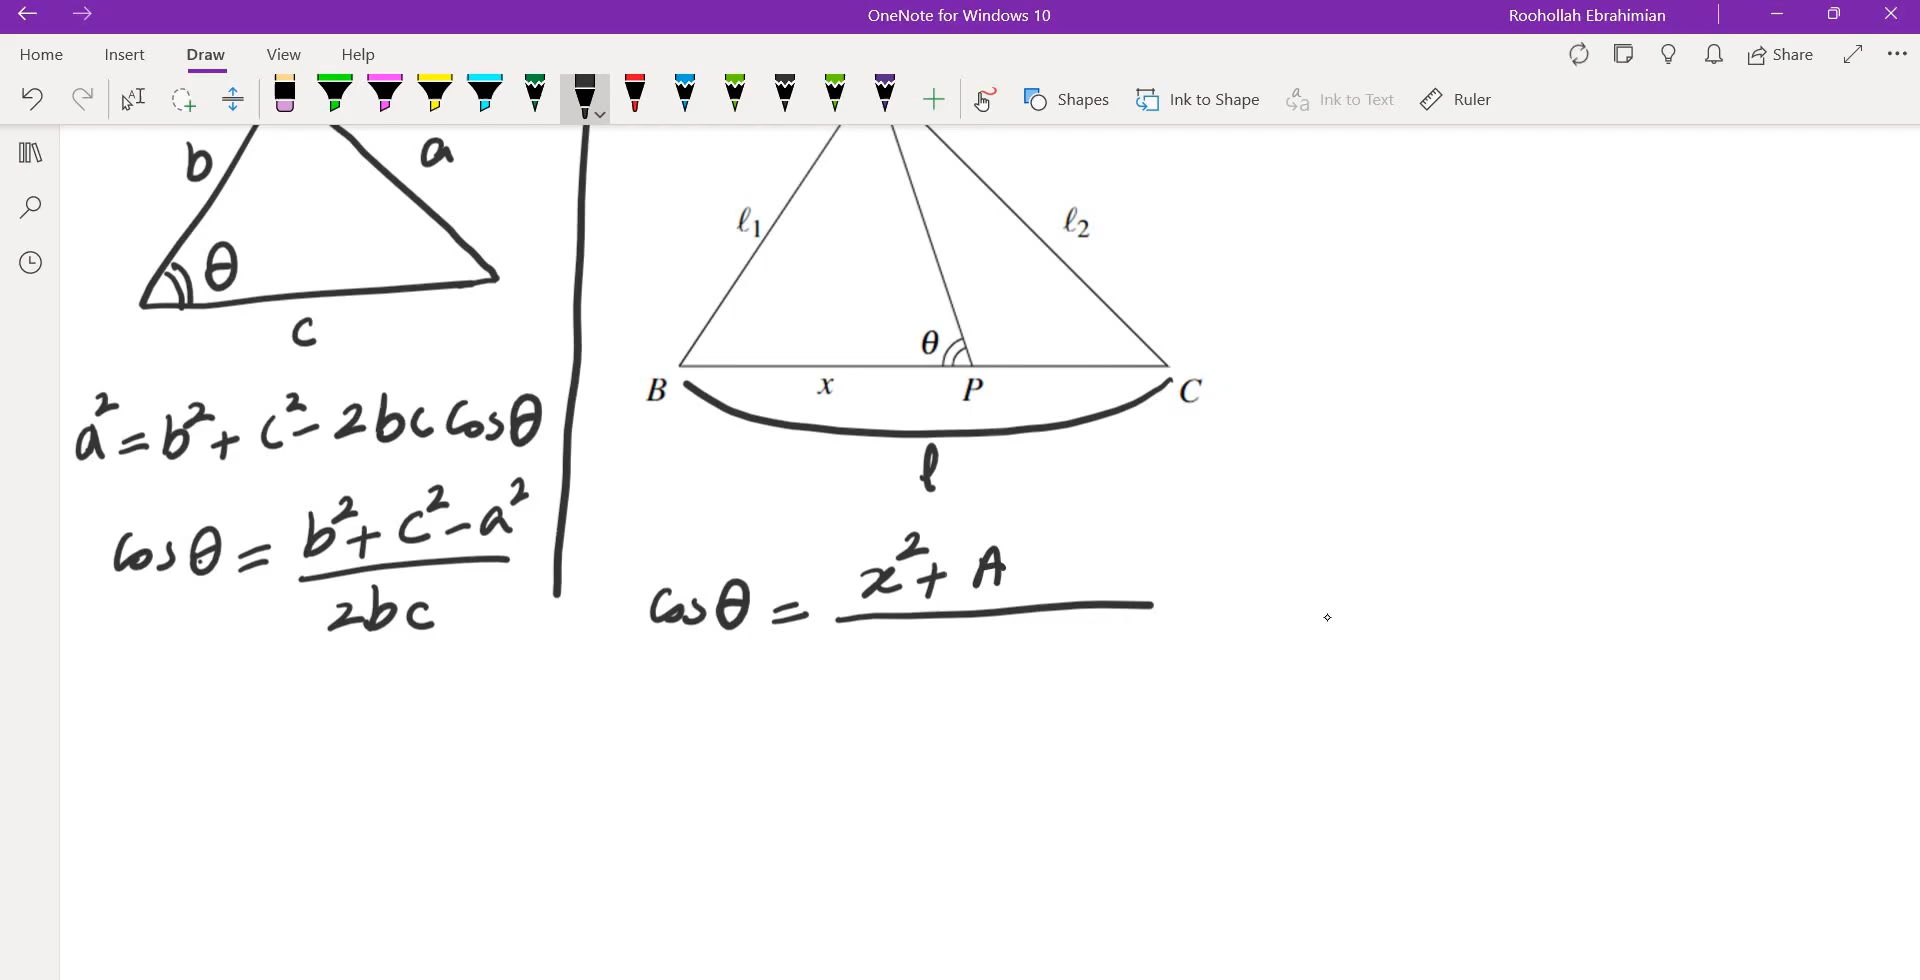 OneNote for Windows 10
Roohollah Ebrahimian
Home Insert Draw View Help
Share
Shapes
Ink to Shape
Ink to Text
Ruler
b
a
θ
c
a² = b² + c² - 2bc cosθ
cosθ = b² + c² - a²
2bc
ℓ₁
ℓ₂
θ
B x P C
ℓ
cosθ = x² + A